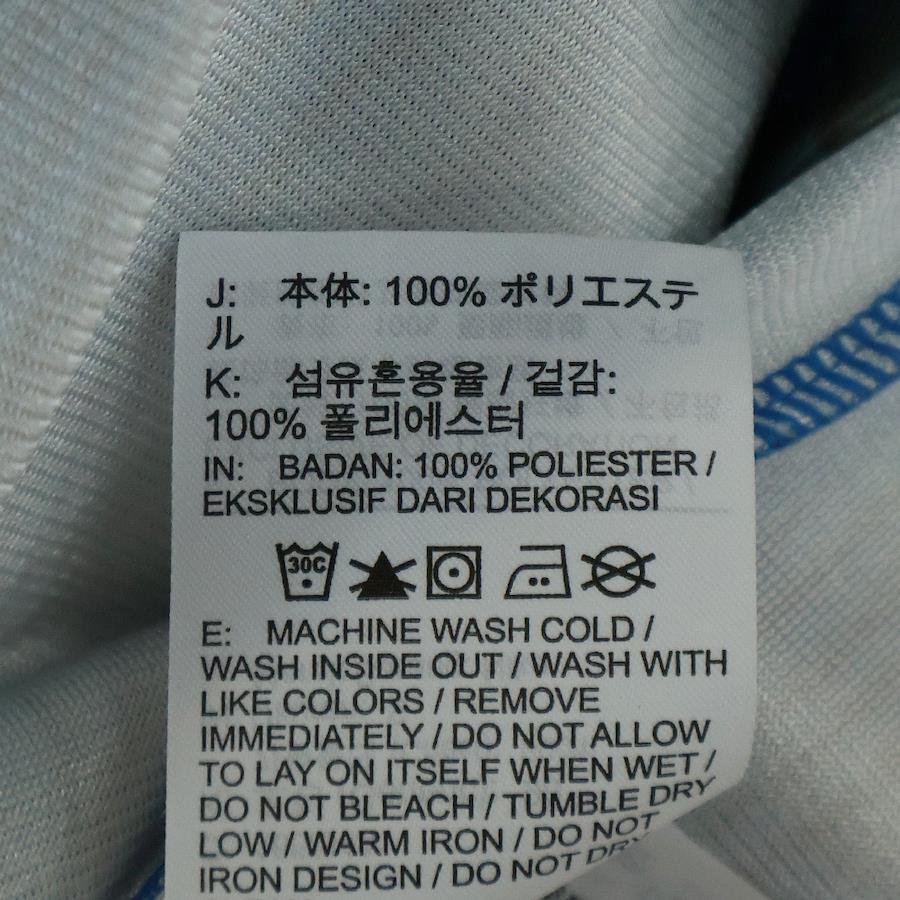 J: 本体: 100% ポリエステ
ル
K: 섬유혼용율 / 겉감:
100% 폴리에스터
IN: BADAN: 100% POLIESTER /
EKSKLUSIF DARI DEKORASI
30C
E: MACHINE WASH COLD /
WASH INSIDE OUT / WASH WITH
LIKE COLORS / REMOVE
IMMEDIATELY / DO NOT ALLOW
TO LAY ON ITSELF WHEN WET /
DO NOT BLEACH / TUMBLE DRY
LOW / WARM IRON / DO NOT
IRON DESIGN / DO NOT DRY